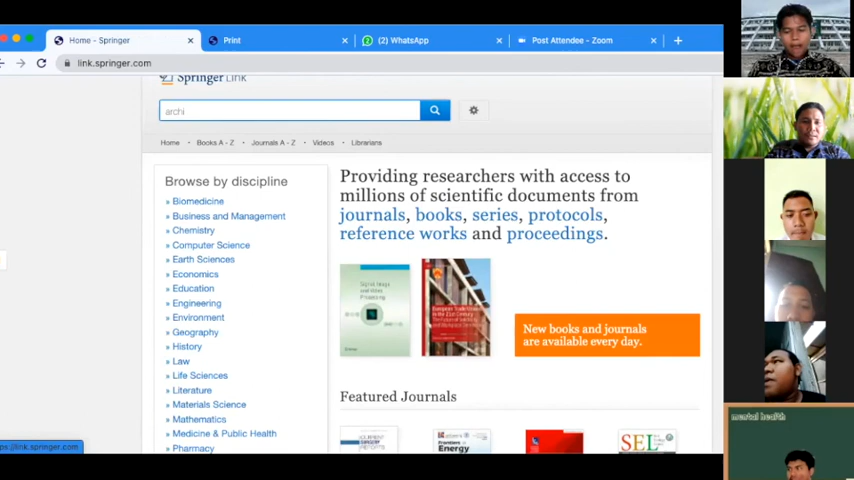 Home - Springer
Print
(2) WhatsApp
Post Attendee - Zoom
link.springer.com
Springer Link
archi
Home
Books A - Z
Journals A - Z
Videos
Librarians
Browse by discipline
» Biomedicine
» Business and Management
» Chemistry
» Computer Science
» Earth Sciences
» Economics
» Education
» Engineering
» Environment
» Geography
» History
» Law
» Life Sciences
» Literature
» Materials Science
» Mathematics
» Medicine & Public Health
» Pharmacy
Providing researchers with access to
millions of scientific documents from
journals, books, series, protocols,
reference works and proceedings.
New books and journals
are available every day.
Featured Journals
Frontiers in
Energy
SEL
ps://link.springer.com
mental health